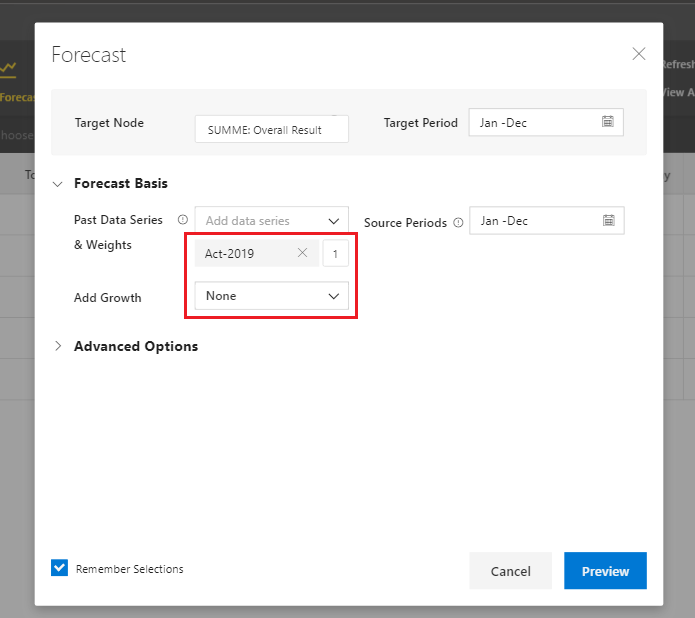 Forecast
Refresh
Forecas
View A
Target Node
SUMME: Overall Result
Target Period
Jan -Dec
hoose
To
y
Forecast Basis
Past Data Series
& Weights
Add data series
Source Periods
Jan -Dec
Act-2019
1
Add Growth
None
Advanced Options
Remember Selections
Cancel
Preview